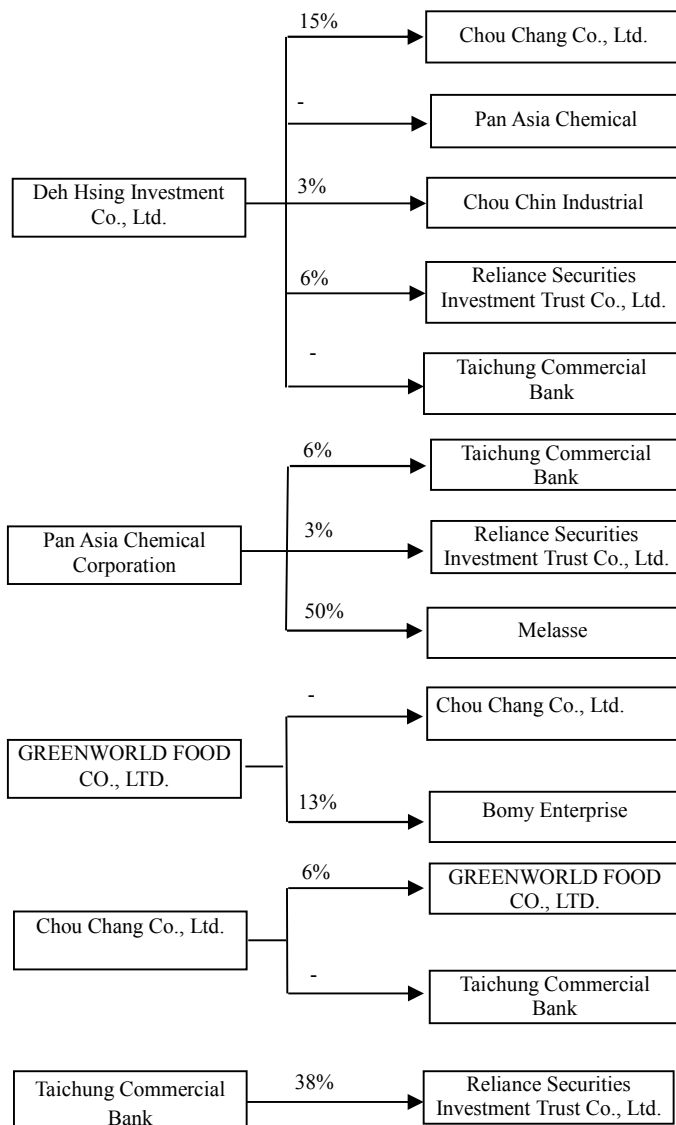 15%
Chou Chang Co., Ltd.
-
Pan Asia Chemical
Deh Hsing Investment
Co., Ltd.
3%
Chou Chin Industrial
6%
Reliance Securities
Investment Trust Co., Ltd.
-
Taichung Commercial
Bank
6%
Taichung Commercial
Bank
Pan Asia Chemical
Corporation
3%
Reliance Securities
Investment Trust Co., Ltd.
50%
Melasse
-
Chou Chang Co., Ltd.
GREENWORLD FOOD
CO., LTD.
13%
Bomy Enterprise
6%
GREENWORLD FOOD
CO., LTD.
Chou Chang Co., Ltd.
-
Taichung Commercial
Bank
Taichung Commercial
Bank
38%
Reliance Securities
Investment Trust Co., Ltd.